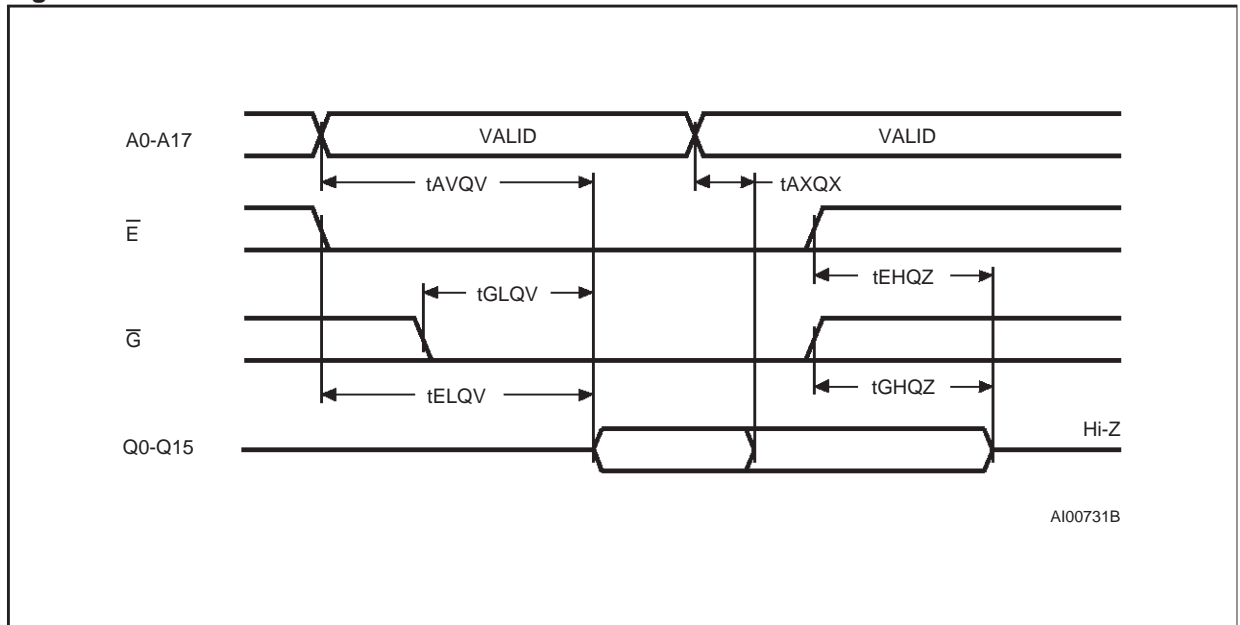 A0-A17
VALID
VALID
tAVQV
tAXQX
E
tEHQZ
tGLQV
G
tGHQZ
tELQV
Hi-Z
Q0-Q15
AI00731B